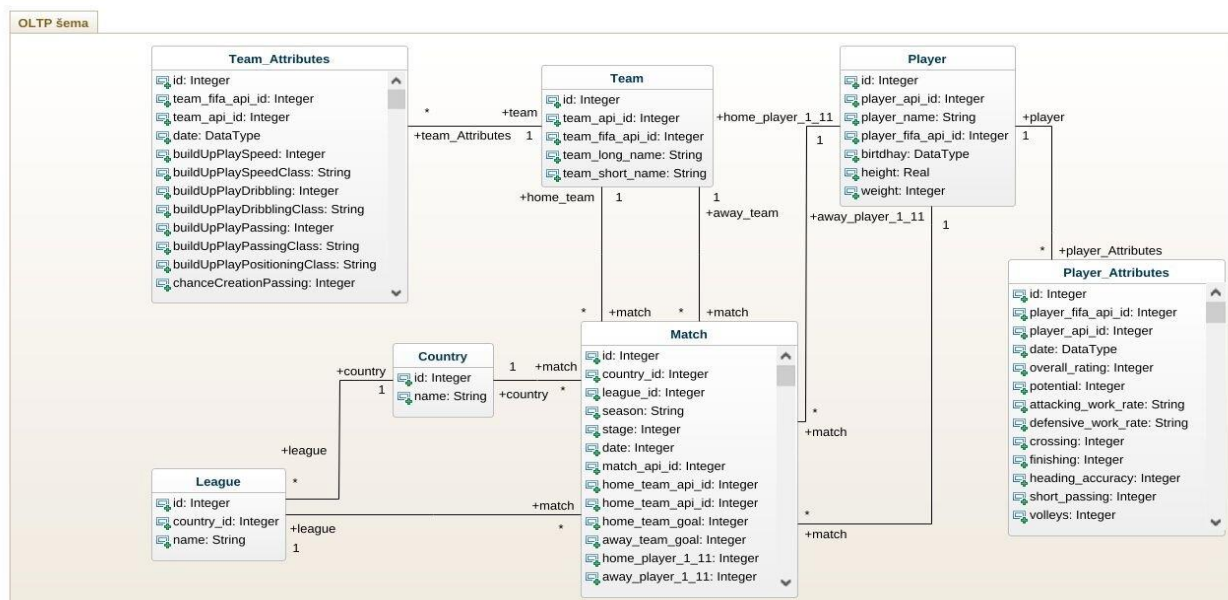 OLTP šema
Team_Attributes
id: Integer
team_fifa_api_id: Integer
team_api_id: Integer
date: DataType
buildUpPlaySpeed: Integer
buildUpPlaySpeedClass: String
buildUpPlayDribbling: Integer
buildUpPlayDribblingClass: String
buildUpPlayPassing: Integer
buildUpPlayPassingClass: String
buildUpPlayPositioningClass: String
chanceCreationPassing: Integer
* +team
+team_Attributes 1
Team
id: Integer
team_api_id: Integer
team_fifa_api_id: Integer
team_long_name: String
team_short_name: String
+home_team 1
1
+away_team
* +match * +match
Player
id: Integer
player_api_id: Integer
player_name: String
player_fifa_api_id: Integer
birtdhay: DataType
height: Real
weight: Integer
+home_player_1_11
1
+player
1
+away_player_1_11
1
* +player_Attributes
Player_Attributes
id: Integer
player_fifa_api_id: Integer
player_api_id: Integer
date: DataType
overall_rating: Integer
potential: Integer
attacking_work_rate: String
defensive_work_rate: String
crossing: Integer
finishing: Integer
heading_accuracy: Integer
short_passing: Integer
volleys: Integer
Country
id: Integer
name: String
+country
1
1 +match
+country *
+league
*
League
id: Integer
country_id: Integer
name: String
+match
+league *
1
Match
id: Integer
country_id: Integer
league_id: Integer
season: String
stage: Integer
date: Integer
match_api_id: Integer
home_team_api_id: Integer
home_team_api_id: Integer
home_team_goal: Integer
away_team_goal: Integer
home_player_1_11: Integer
away_player_1_11: Integer
*
+match
*
+match